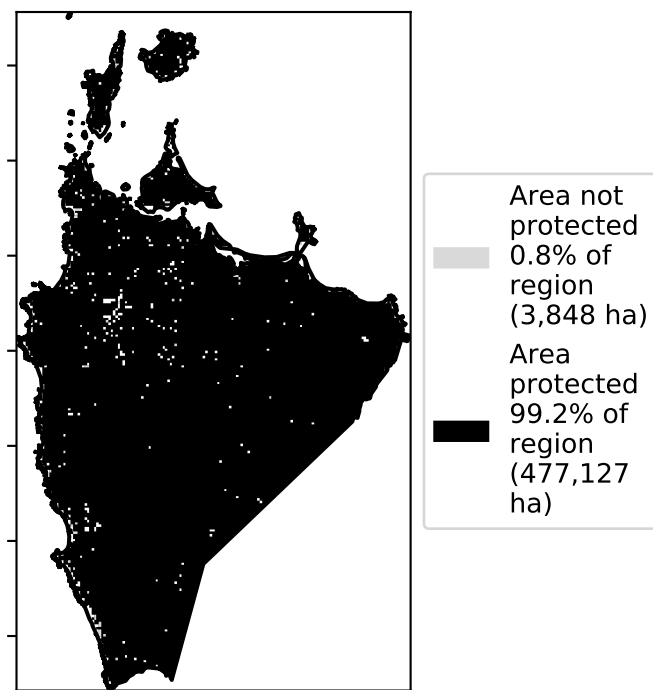 Area not
protected
0.8% of
region
(3,848 ha)
Area
protected
99.2% of
region
(477,127
ha)